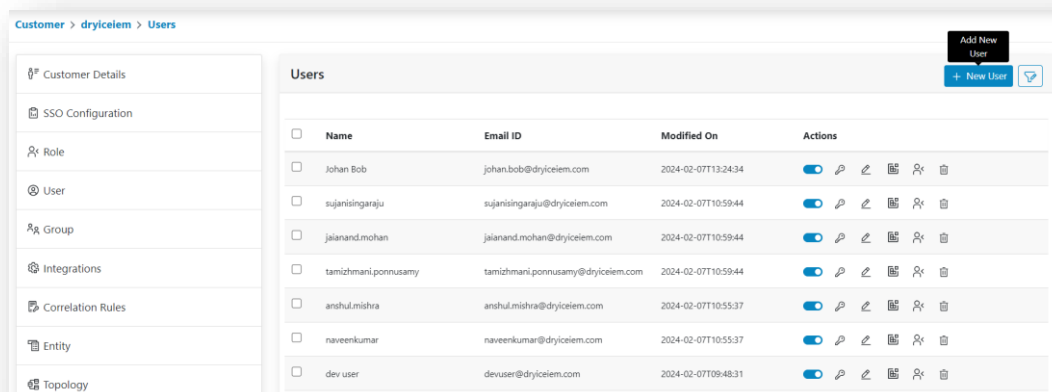 Customer > dryiceiem > Users
Add New
User
Customer Details
SSO Configuration
Role
User
Group
Integrations
Correlation Rules
Entity
Topology
Users
+ New User
Name Email ID Modified On Actions
Johan Bob johan.bob@dryiceiem.com 2024-02-07T13:24:34
sujanisingaraju sujanisingaraju@dryiceiem.com 2024-02-07T10:59:44
jaianand.mohan jaianand.mohan@dryiceiem.com 2024-02-07T10:59:44
tamizhmani.ponnusamy tamizhmani.ponnusamy@dryiceiem.com 2024-02-07T10:59:44
anshul.mishra anshul.mishra@dryiceiem.com 2024-02-07T10:55:37
naveenkumar naveenkumar@dryiceiem.com 2024-02-07T10:55:37
dev user devuser@dryiceiem.com 2024-02-07T09:48:31